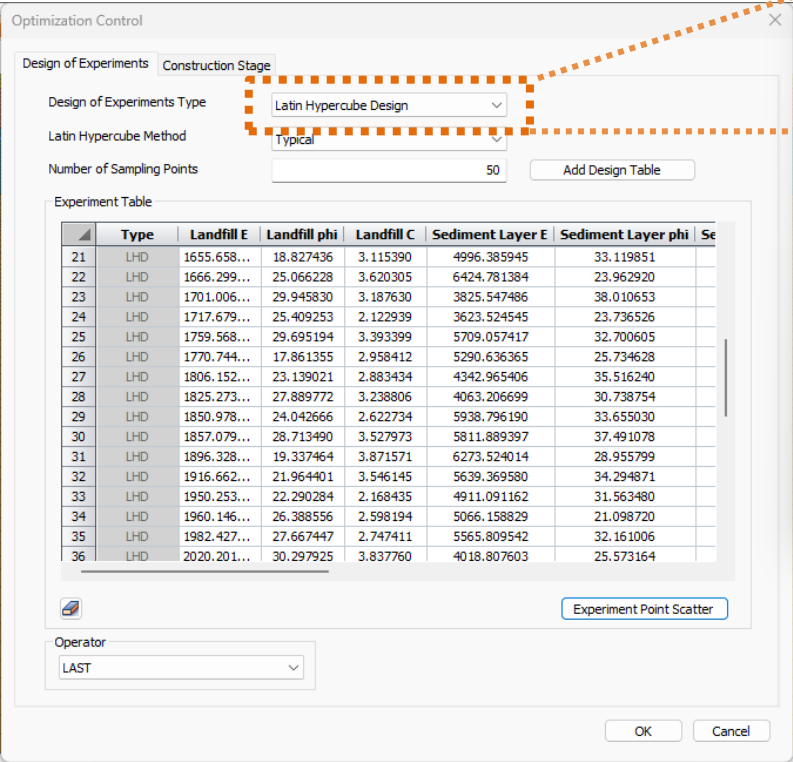 Optimization Control
Design of Experiments Construction Stage
Design of Experiments Type Latin Hypercube Design
Latin Hypercube Method Typical
Number of Sampling Points 50 Add Design Table
Experiment Table
Type Landfill E Landfill phi Landfill C Sediment Layer E Sediment Layer phi Se
21 LHD 1655.658... 18.827436 3.115390 4996.385945 33.119851
22 LHD 1666.299... 25.066228 3.620305 6424.781384 23.962920
23 LHD 1701.006... 29.945830 3.187630 3825.547486 38.010653
24 LHD 1717.679... 25.409253 2.122939 3623.524545 23.736526
25 LHD 1759.568... 29.695194 3.393399 5709.057417 32.700605
26 LHD 1770.744... 17.861355 2.958412 5290.636365 25.734628
27 LHD 1806.152... 23.139021 2.883434 4342.965406 35.516240
28 LHD 1825.273... 27.889772 3.238806 4063.206699 30.738754
29 LHD 1850.978... 24.042666 2.622734 5938.796190 33.655030
30 LHD 1857.079... 28.713490 3.527973 5811.889397 37.491078
31 LHD 1896.328... 19.337464 3.871571 6273.524014 28.955799
32 LHD 1916.662... 21.964401 3.546145 5639.369580 34.294871
33 LHD 1950.253... 22.290284 2.168435 4911.091162 31.563480
34 LHD 1960.146... 26.388556 2.598194 5066.158829 21.098720
35 LHD 1982.427... 27.667447 2.747411 5565.809542 32.161006
36 LHD 2020.201... 30.297925 3.837760 4018.807603 25.573164
Experiment Point Scatter
Operator
LAST
OK Cancel